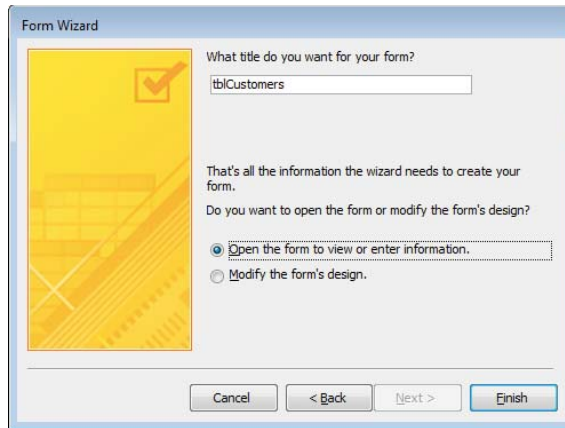 Form Wizard
What title do you want for your form?
tblCustomers
That's all the information the wizard needs to create your
form.
Do you want to open the form or modify the form's design?
Open the form to view or enter information.
Modify the form's design.
Cancel
< Back
Next >
Finish